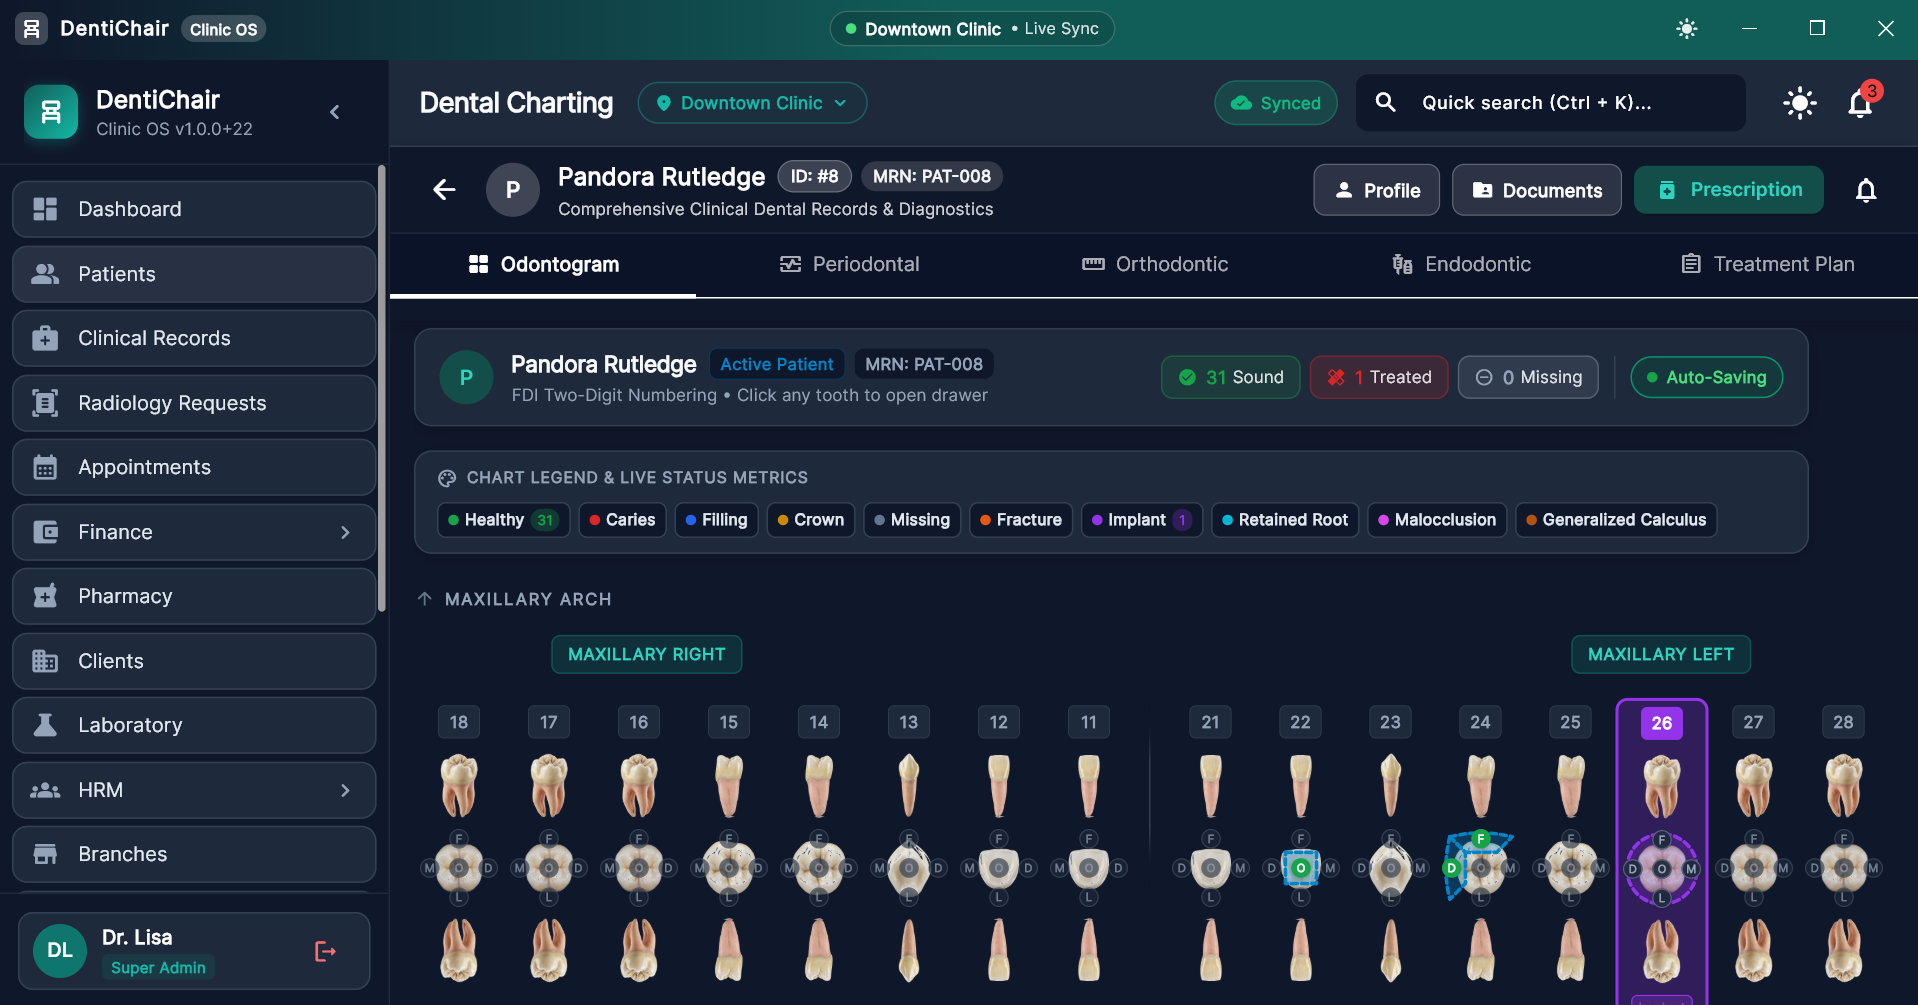 DentiChair Clinic OS
Downtown Clinic • Live Sync
DentiChair
Clinic OS v1.0.0+22
Dashboard
Patients
Clinical Records
Radiology Requests
Appointments
Finance
Pharmacy
Clients
Laboratory
HRM
Branches
DL
Dr. Lisa
Super Admin
Dental Charting
Downtown Clinic
Synced
Quick search (Ctrl + K)...
3
P
Pandora Rutledge ID: #8 MRN: PAT-008
Comprehensive Clinical Dental Records & Diagnostics
Profile
Documents
Prescription
Odontogram
Periodontal
Orthodontic
Endodontic
Treatment Plan
P
Pandora Rutledge Active Patient MRN: PAT-008
FDI Two-Digit Numbering • Click any tooth to open drawer
31 Sound
1 Treated
0 Missing
Auto-Saving
CHART LEGEND & LIVE STATUS METRICS
Healthy 31 Caries Filling Crown Missing Fracture Implant 1 Retained Root Malocclusion Generalized Calculus
MAXILLARY ARCH
MAXILLARY RIGHT MAXILLARY LEFT
18 17 16 15 14 13 12 11 21 22 23 24 25 26 27 28
F F F F F F F F F F F F F F F F
M O D M O D M O D M O D M O D M O D M O D M O D D O M D O M D O M D O M D O M D O M D O M D O M
L L L L L L L L L L L L L L L L